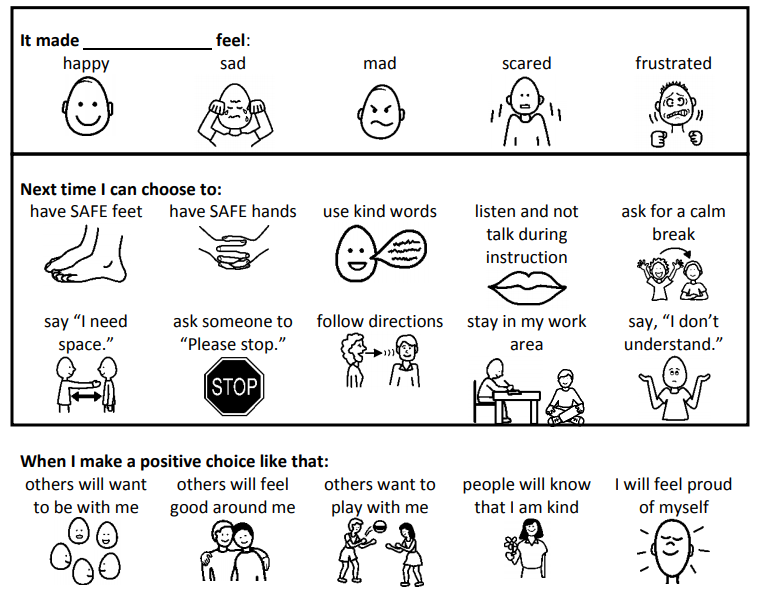 It made ______________ feel:
happy sad mad scared frustrated
Next time I can choose to:
have SAFE feet
have SAFE hands
use kind words
listen and not
talk during
instruction
ask for a calm
break
say “I need
space.”
ask someone to
“Please stop.”
STOP
follow directions
stay in my work
area
say, “I don’t
understand.”
When I make a positive choice like that:
others will want
to be with me
others will feel
good around me
others want to
play with me
people will know
that I am kind
I will feel proud
of myself